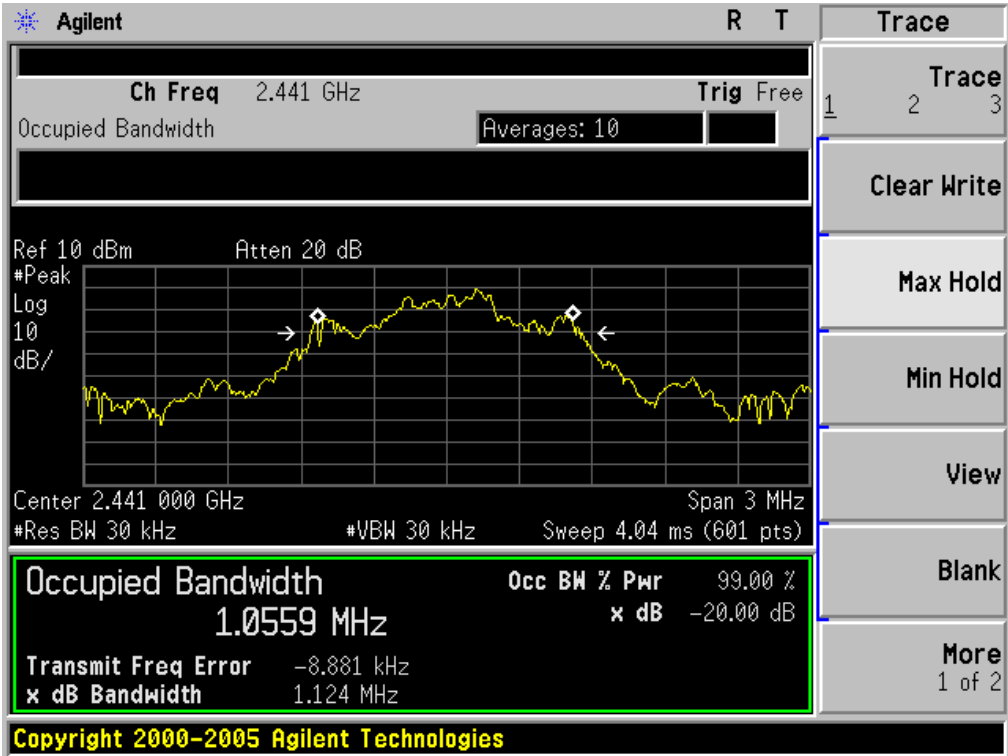 Agilent R T Trace
Ch Freq 2.441 GHz Trig Free
Occupied Bandwidth Averages: 10
Ref 10 dBm Atten 20 dB
#Peak
Log
10
dB/
Center 2.441 000 GHz Span 3 MHz
#Res BW 30 kHz #VBW 30 kHz Sweep 4.04 ms (601 pts)
Occupied Bandwidth Occ BW % Pwr 99.00 %
1.0559 MHz x dB -20.00 dB
Transmit Freq Error -8.881 kHz
x dB Bandwidth 1.124 MHz
Copyright 2000-2005 Agilent Technologies
Trace
1 2 3
Clear Write
Max Hold
Min Hold
View
Blank
More
1 of 2